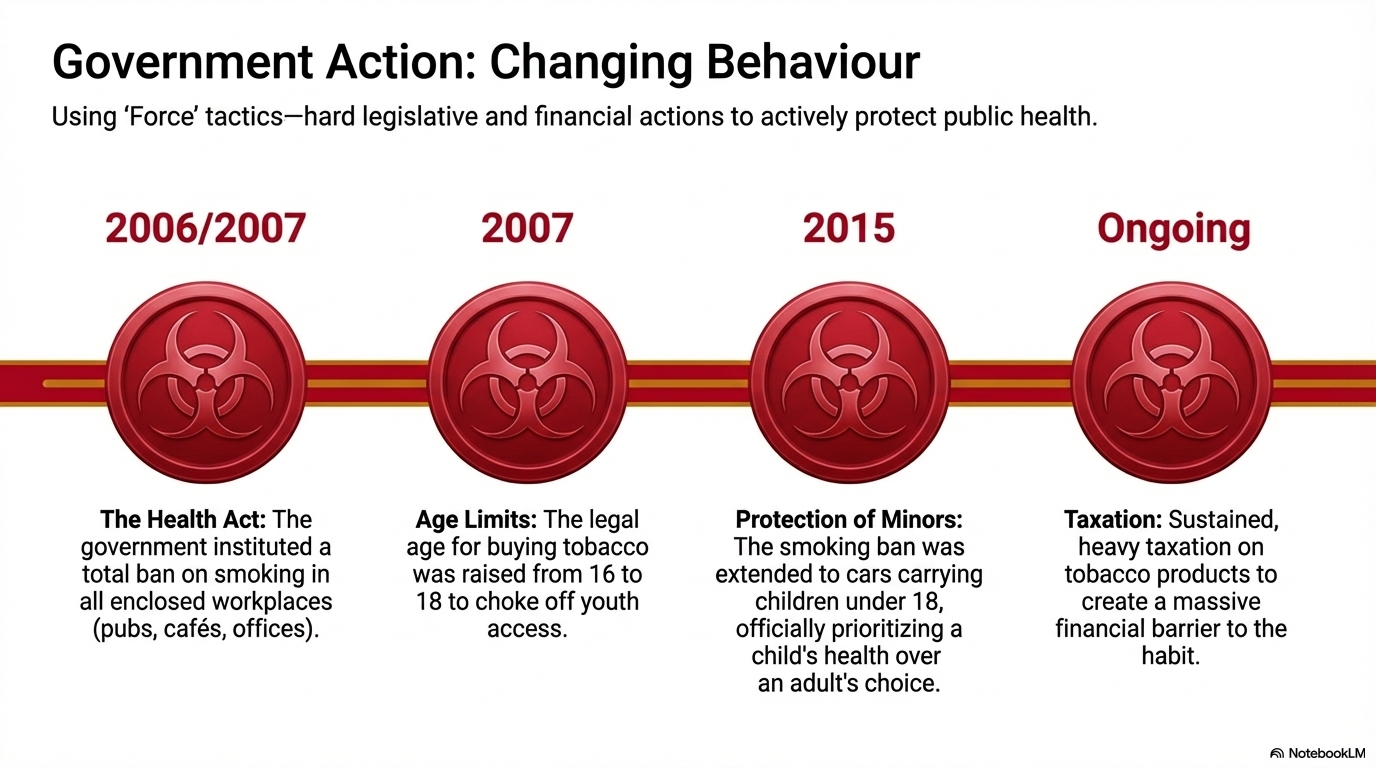 Government Action: Changing Behaviour
Using ‘Force’ tactics—hard legislative and financial actions to actively protect public health.
2006/2007
The Health Act: The
government instituted a
total ban on smoking in
all enclosed workplaces
(pubs, cafés, offices).
2007
Age Limits: The legal
age for buying tobacco
was raised from 16 to
18 to choke off youth
access.
2015
Protection of Minors:
The smoking ban was
extended to cars carrying
children under 18,
officially prioritizing a
child's health over
an adult's choice.
Ongoing
Taxation: Sustained,
heavy taxation on
tobacco products to
create a massive
financial barrier to the
habit.
NotebookLM